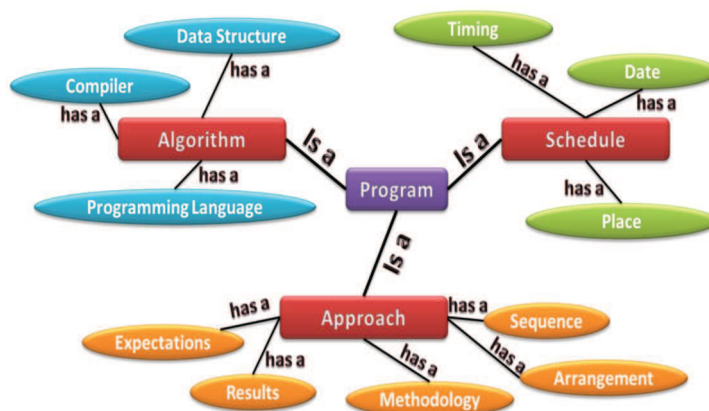 Data Structure
Timing
has a
Compiler
has a
Date
has a
has a
Algorithm
Is a
Is a
Schedule
has a
Programming Language
Program
has a
Place
Is a
has a
Approach
has a
Sequence
Expectations
has a
has a
has a
Results
Methodology
Arrangement